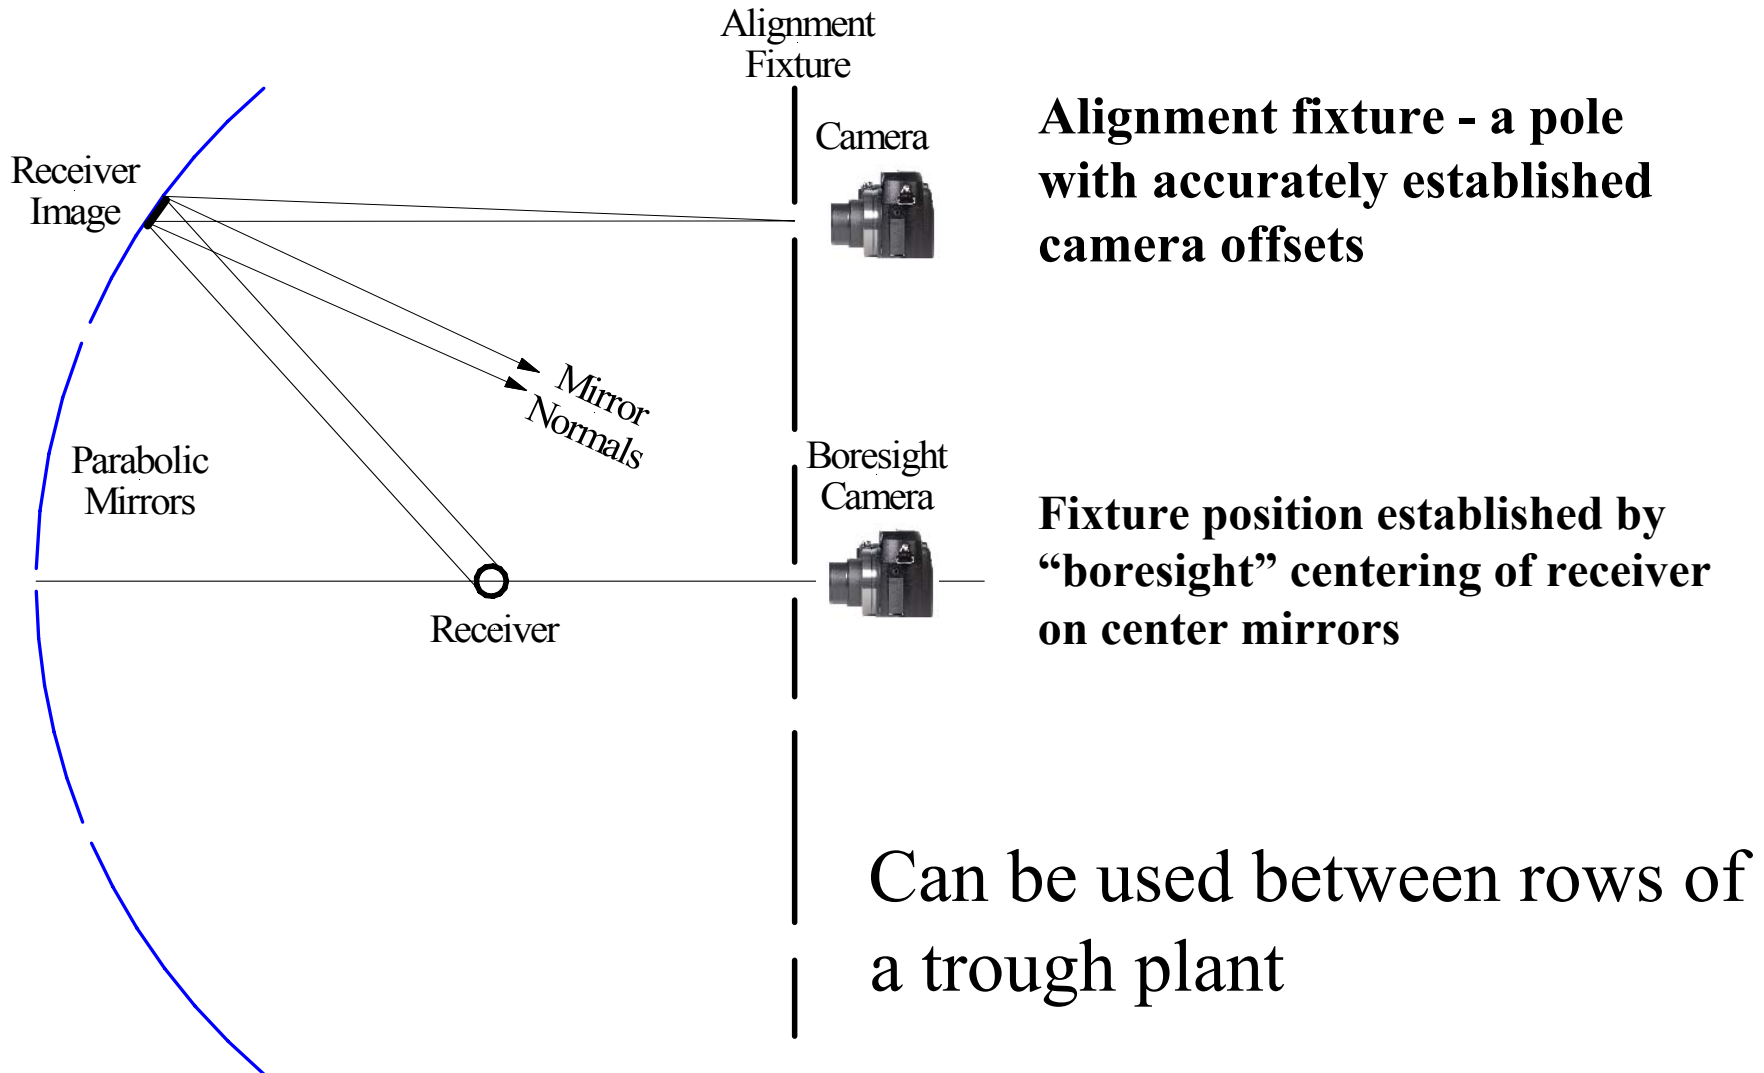 Alignment
Fixture
Camera
Receiver
Image
Alignment fixture - a pole
with accurately established
camera offsets
Mirror
Normals
Parabolic
Mirrors
Boresight
Camera
Receiver
Fixture position established by
“boresight” centering of receiver
on center mirrors
Can be used between rows of
a trough plant